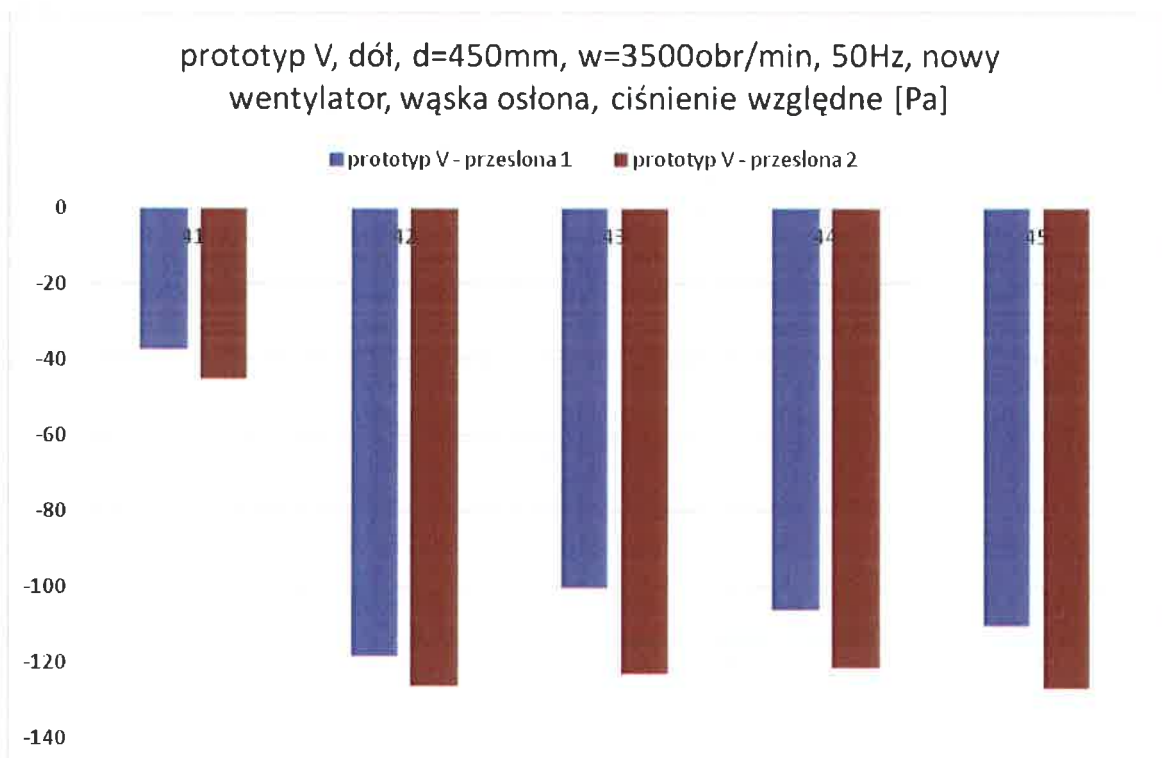 prototyp V, dół, d=450mm, w=3500obr/min, 50Hz, nowy
wentylator, wąska osłona, ciśnienie względne [Pa]
prototyp V - przeslona 1 prototyp V - przeslona 2
0
41 42 43 44 45
-20
-40
-60
-80
-100
-120
-140